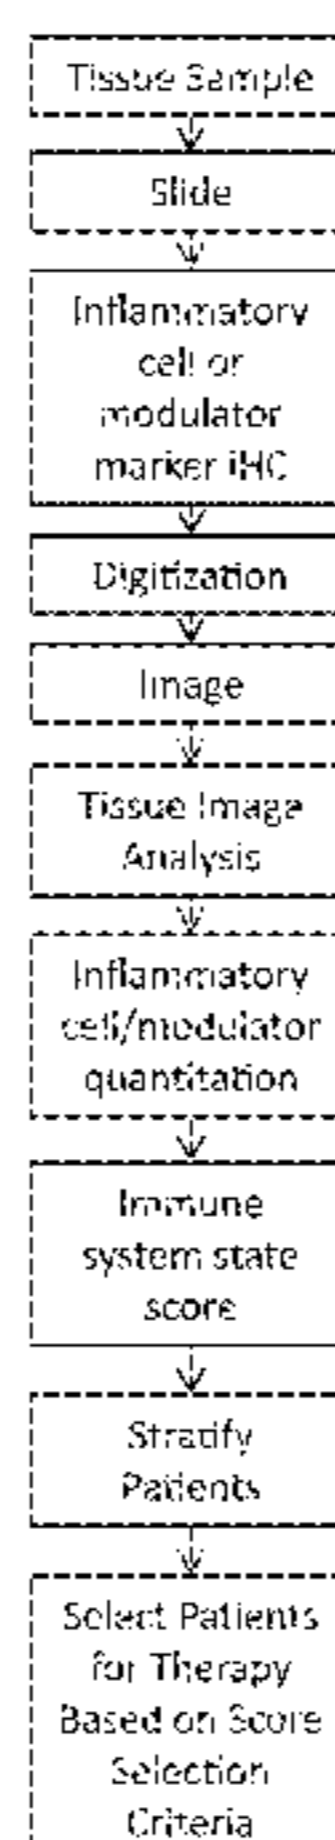 Tissue Sample
Slide
Inflammatory
cell or
modulator
marker iHC
Digitization
Image
Tissue Image
Analysis
Inflammatory
cell/modulator
quantitation
Immune
system state
score
Stratify
Patients
Select Patients
for Therapy
Based on Score
Selection
Criteria